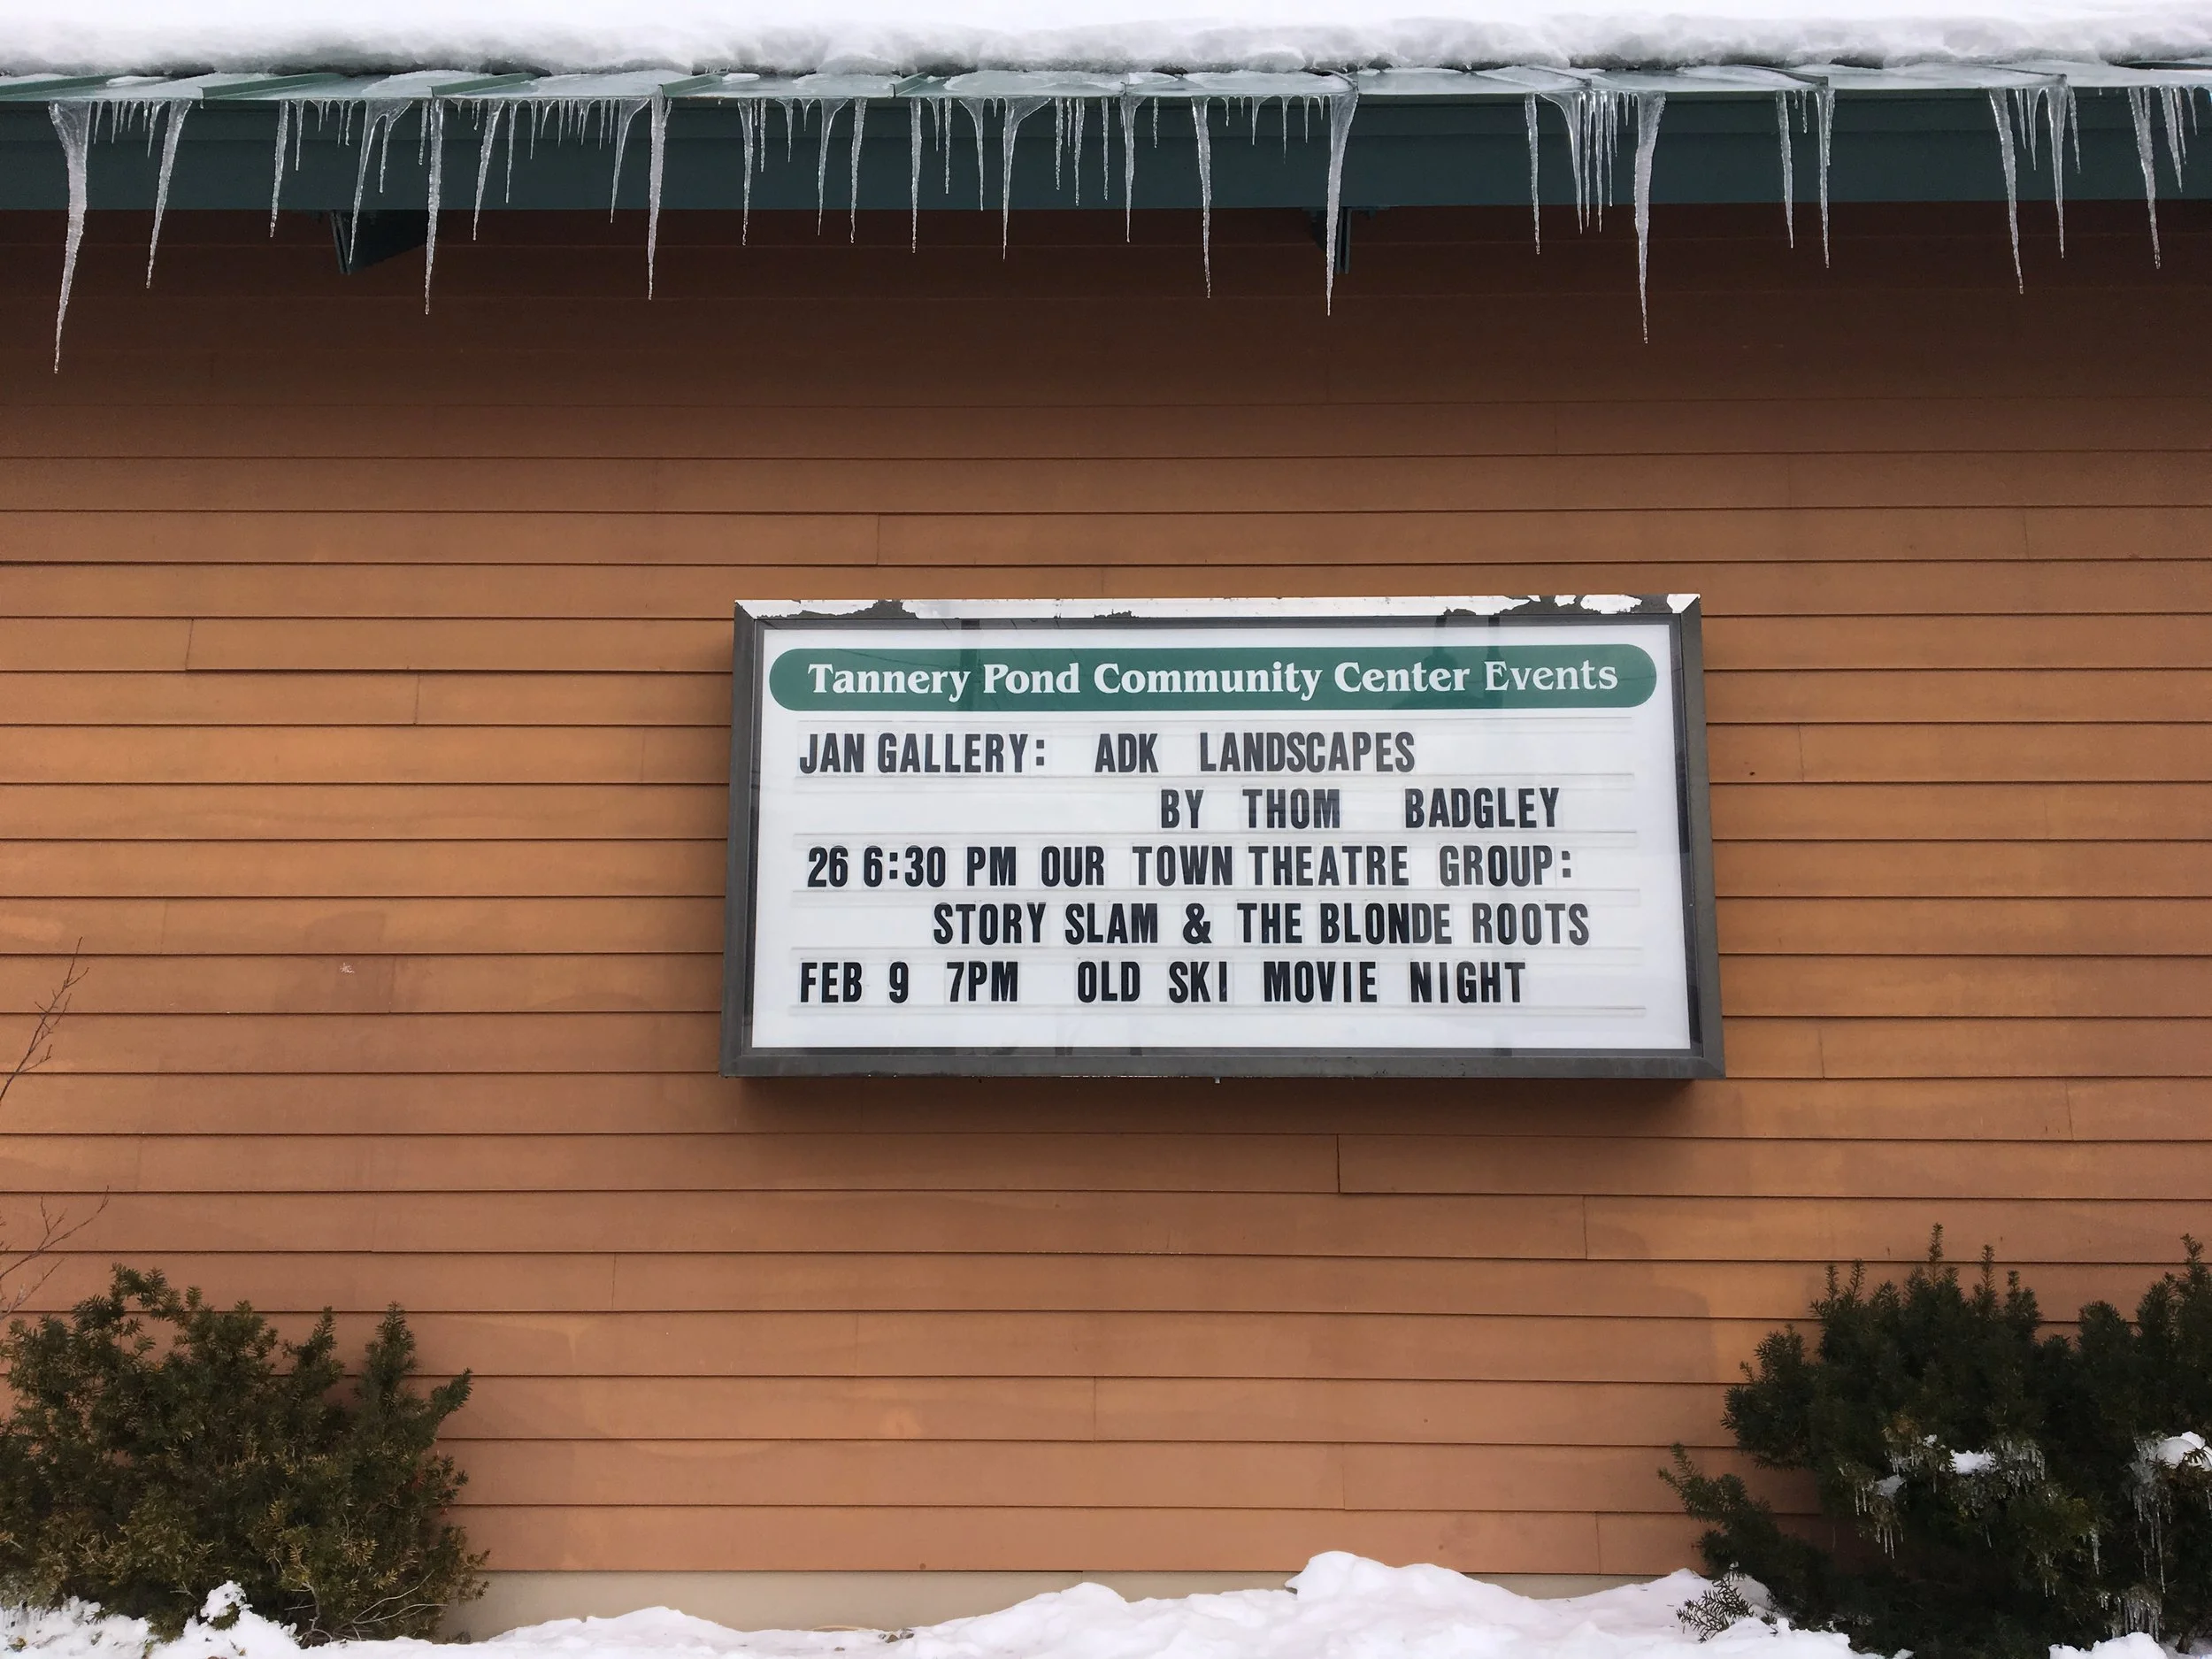 Tannery Pond Community Center Events
JAN GALLERY: ADK LANDSCAPES
BY THOM BADGLEY
26 6:30 PM OUR TOWN THEATRE GROUP:
STORY SLAM & THE BLONDE ROOTS
FEB 9 7PM OLD SKI MOVIE NIGHT